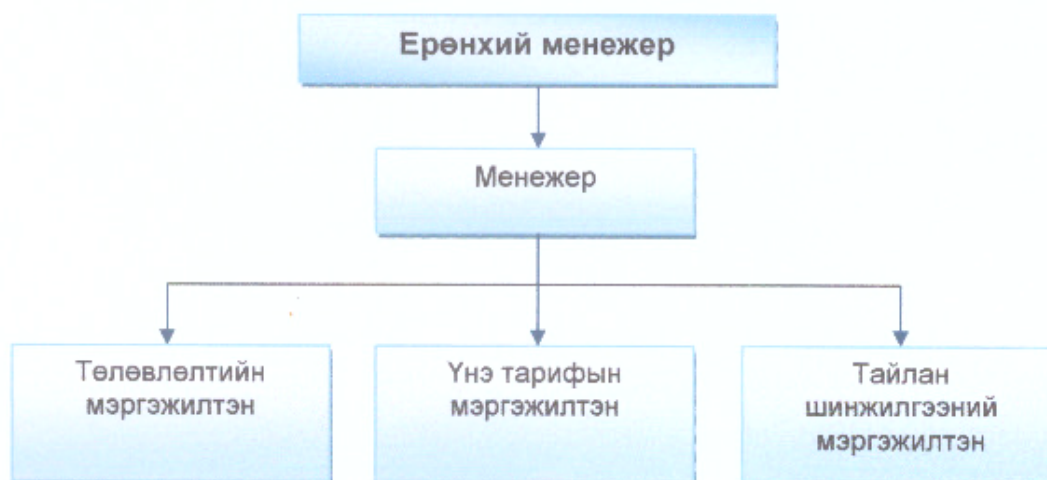 Ерөнхий менежер
Менежер
Төлөвлөлтийн
мэргэжилтэн
Үнэ тарифын
мэргэжилтэн
Тайлан
шинжилгээний
мэргэжилтэн